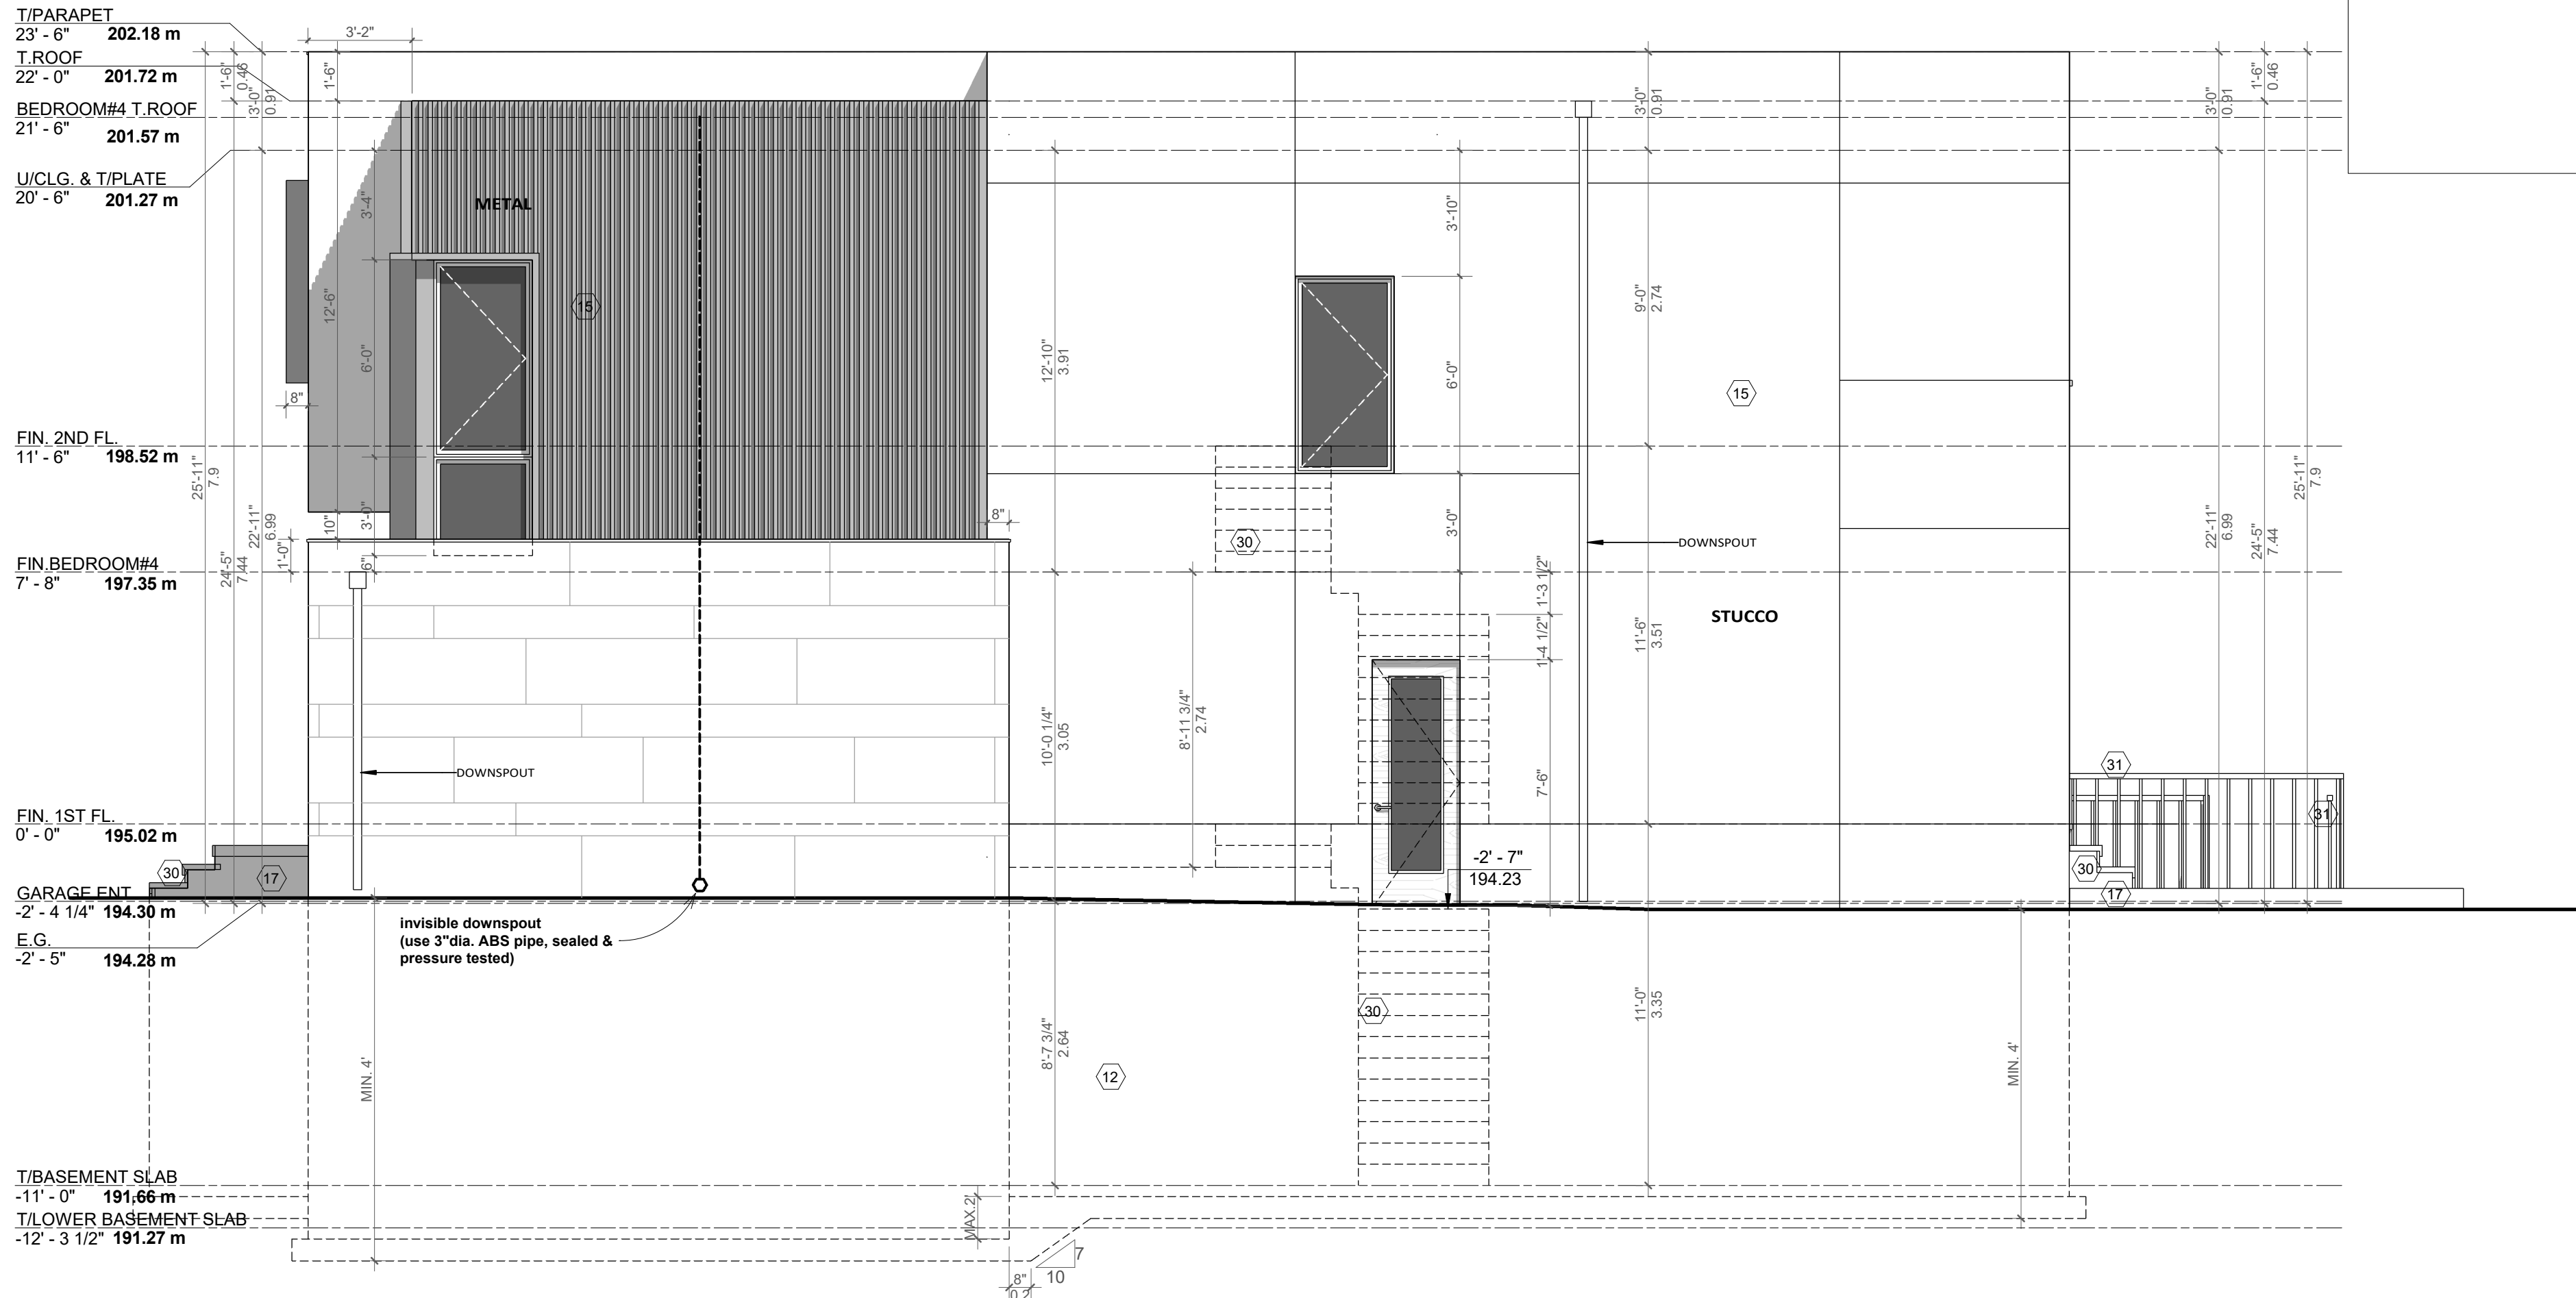 T/PARAPET
23' - 6" 202.18 m
T.ROOF
22' - 0" 201.72 m
BEDROOM#4 T.ROOF
21' - 6"
201.57 m
U/CLG. & T/PLATE
20' - 6" 201.27 m
FIN. 2ND FL.
11' - 6" 198.52 m
FIN.BEDROOM#4
7' - 8" 197.35 m
FIN. 1ST FL.
0' - 0" 195.02 m
GARAGE ENT
-2' - 4 1/4" 194.30 m
E.G.
-2' - 5" 194.28 m
T/BASEMENT SLAB
-11' - 0" 191.66 m
T/LOWER BASEMENT SLAB
-12' - 3 1/2" 191.27 m
25'-11"
7.9
1'-6"
0.46
24'-5"
7.44
3'-0"
0.91
22'-11"
6.99
8"
1'-0"
3'-2"
1'-6"
12'-6"
10"
3'-4"
6'-0"
3'-0"
6"
METAL
15
8"
DOWNSPOUT
30
17
invisible downspout
(use 3"dia. ABS pipe, sealed &
pressure tested)
MIN. 4'
MAX.2'
8"
0.2
7
10
12'-10"
3.91
10'-0 1/4"
3.05
8'-7 3/4"
2.64
8'-11 3/4"
2.74
30
12
3'-10"
6'-0"
3'-0"
1'-3 1/2"
1'-4 1/2"
7'-6"
-2' - 7"
194.23
30
3'-0"
0.91
9'-0"
2.74
11'-6"
3.51
11'-0"
3.35
15
DOWNSPOUT
STUCCO
MIN. 4'
31
31
30
17
3'-0"
0.91
22'-11"
6.99
1'-6"
0.46
24'-5"
7.44
25'-11"
7.9